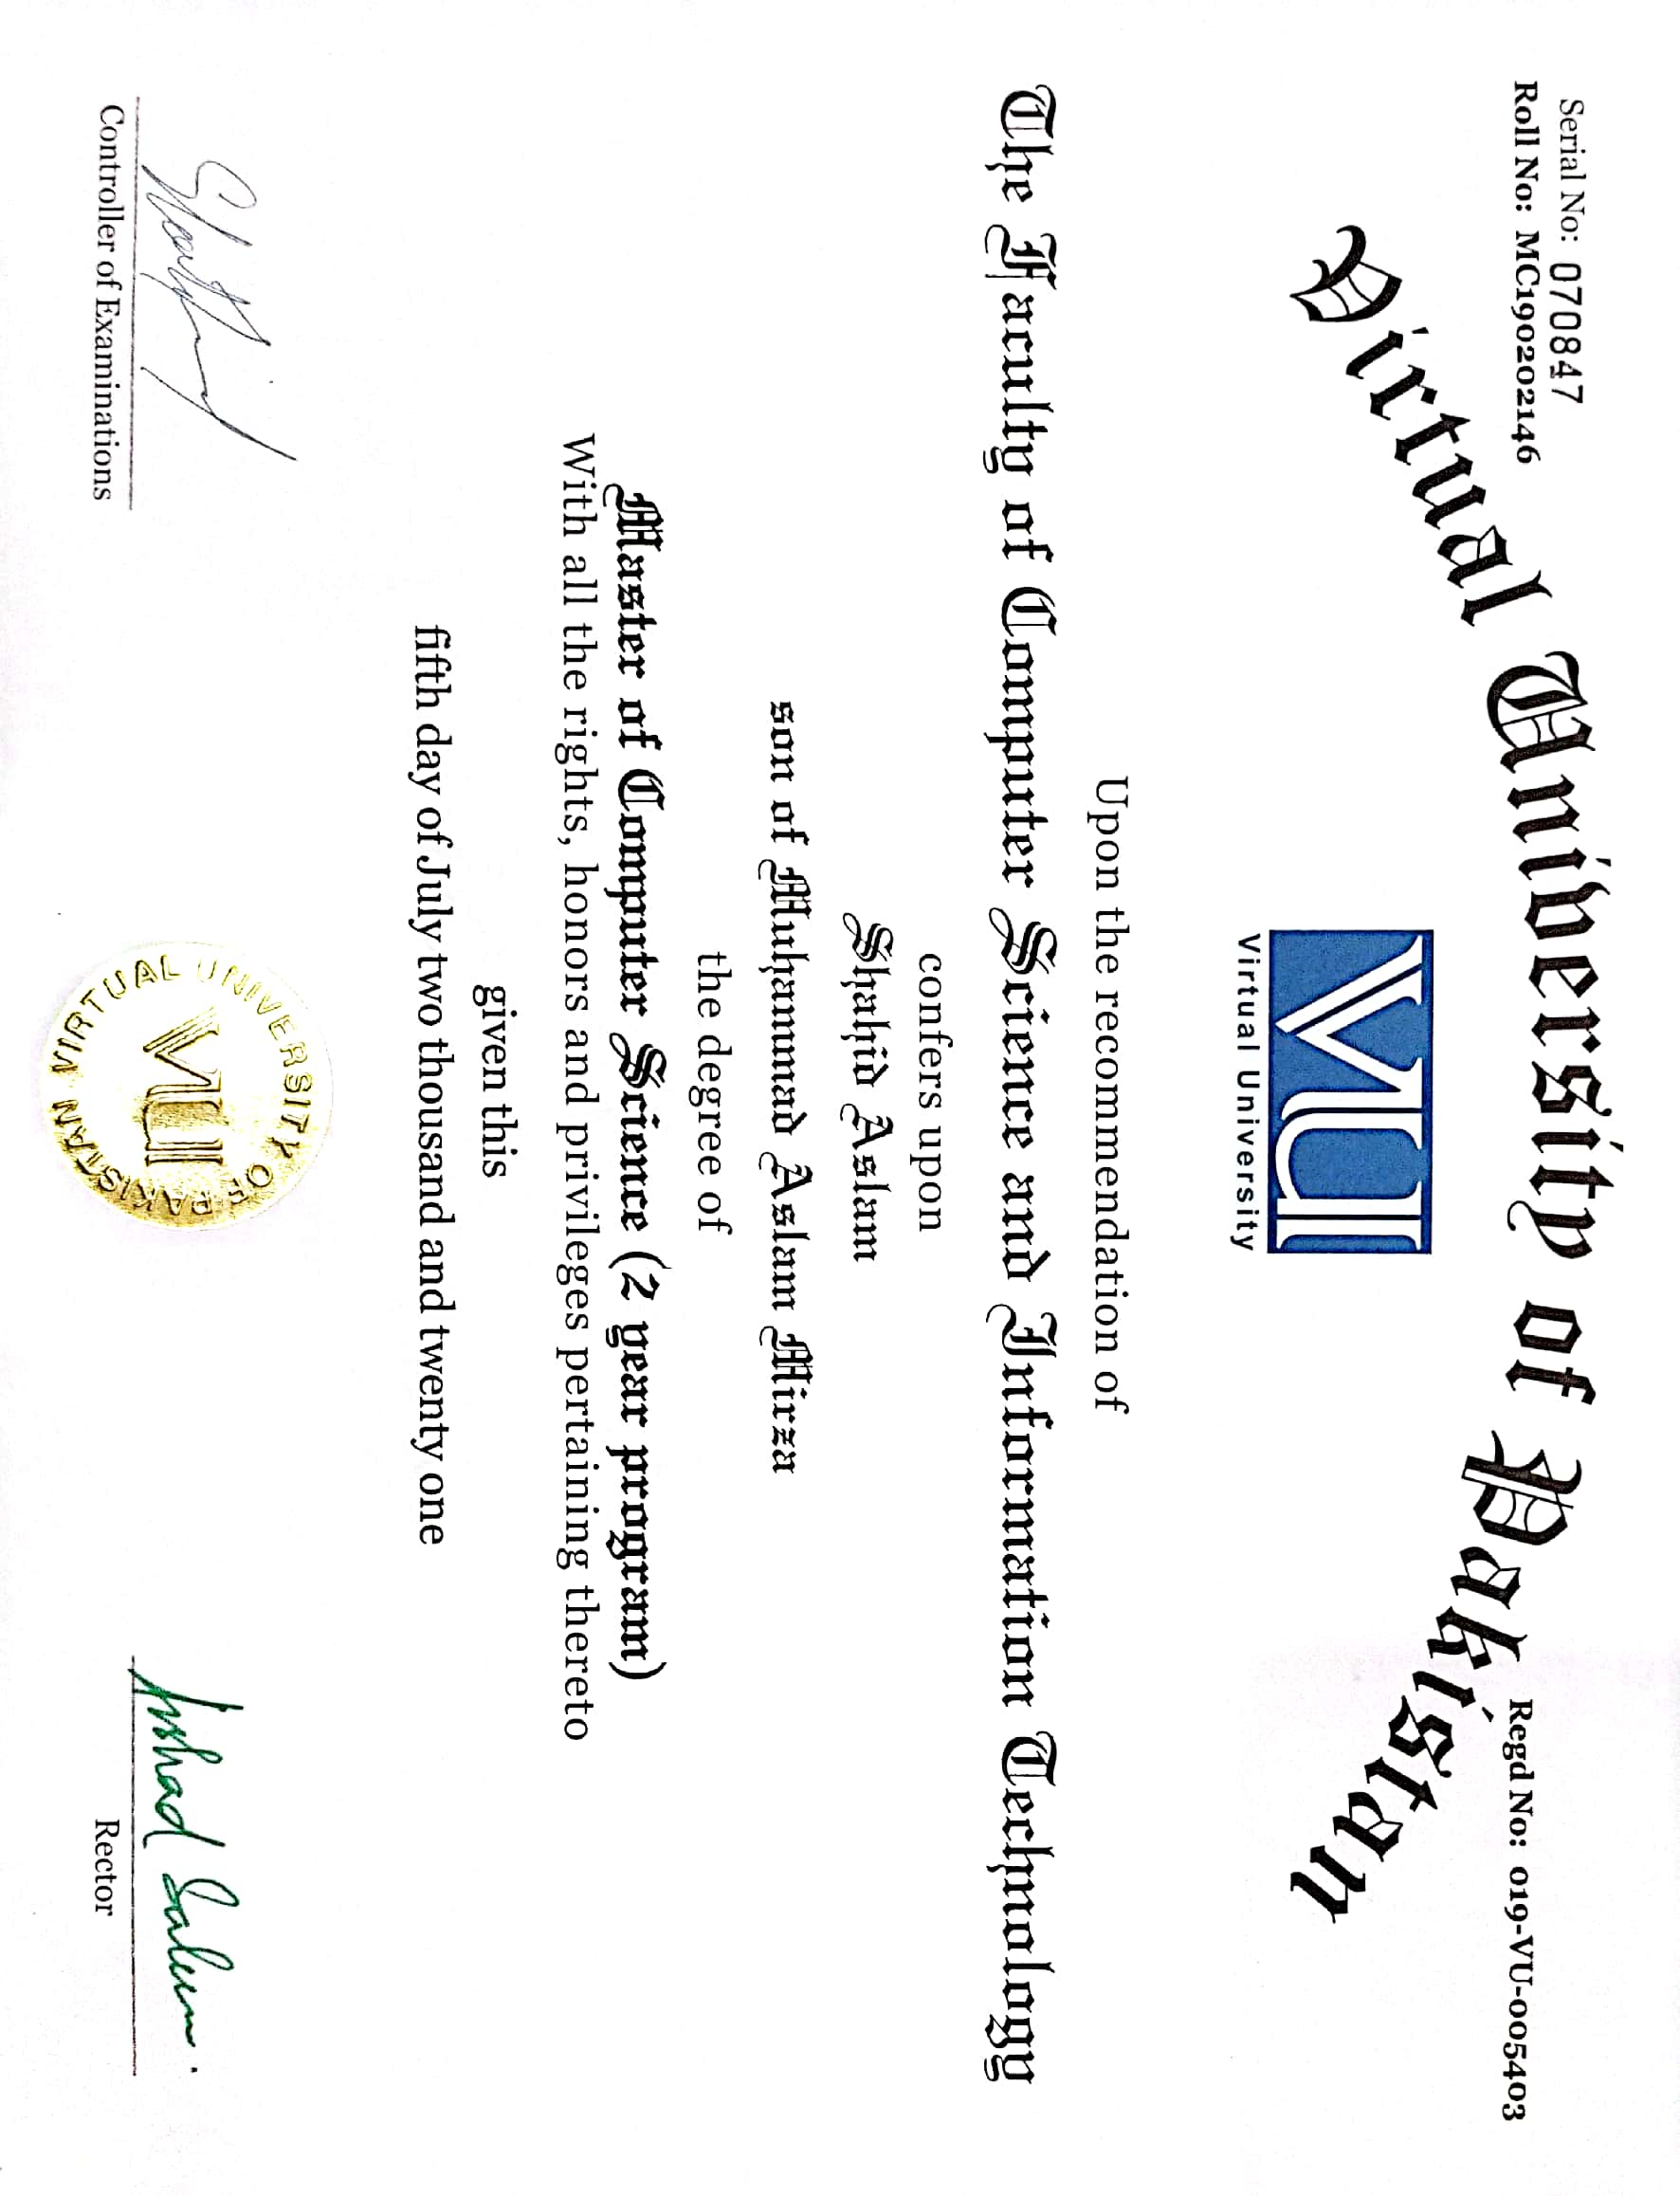 Serial No: 070847
Roll No: MC190202146
Regd No: 019-VU-005403
Virtual University of Pakistan
VU
Virtual University
Upon the recommendation of
The Faculty of Computer Science and Information Technology
confers upon
Shahid Aslam
son of Muhammad Aslam Mirza
the degree of
Master of Computer Science (2 year program)
With all the rights, honors and privileges pertaining thereto
given this
fifth day of July two thousand and twenty one
VIRTUAL UNIVERSITY OF PAKISTAN
VU
Arshad Saleem.
Controller of Examinations
Rector